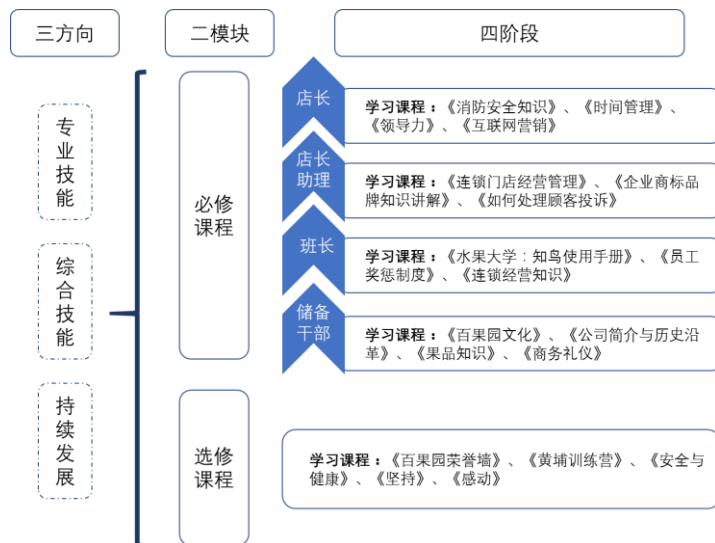 三方向
二模块
四阶段
专业技能
综合技能
持续发展
必修
课程
选修
课程
店长
学习课程：《消防安全知识》、《时间管理》、
《领导力》、《互联网营销》
店长
助理
学习课程：《连锁门店经营管理》、《企业商标品
牌知识讲解》、《如何处理顾客投诉》
班长
学习课程：《水果大学：知鸟使用手册》、《员工
奖惩制度》、《连锁经营知识》
储备
干部
学习课程：《百果园文化》、《公司简介与历史沿
革》、《果品知识》、《商务礼仪》
学习课程：《百果园荣誉墙》、《黄埔训练营》、《安全与
健康》、《坚持》、《感动》